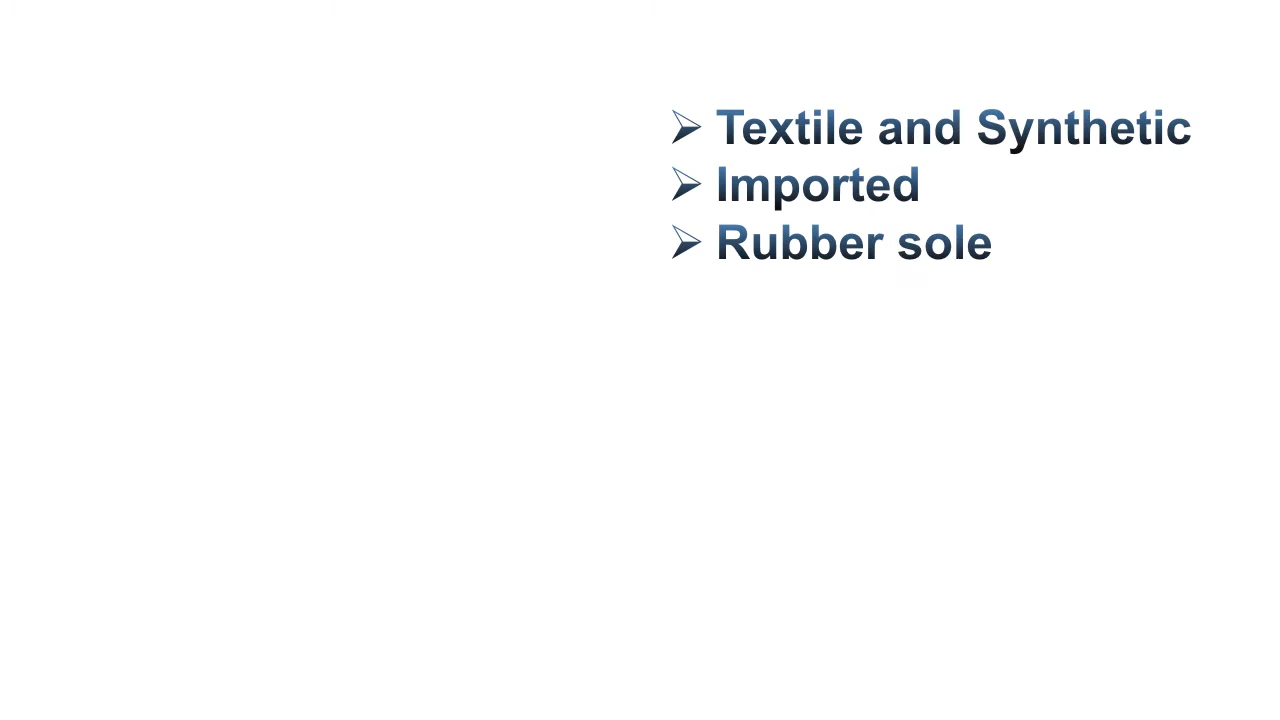 ➢ Textile and Synthetic
➢ Imported
➢ Rubber sole